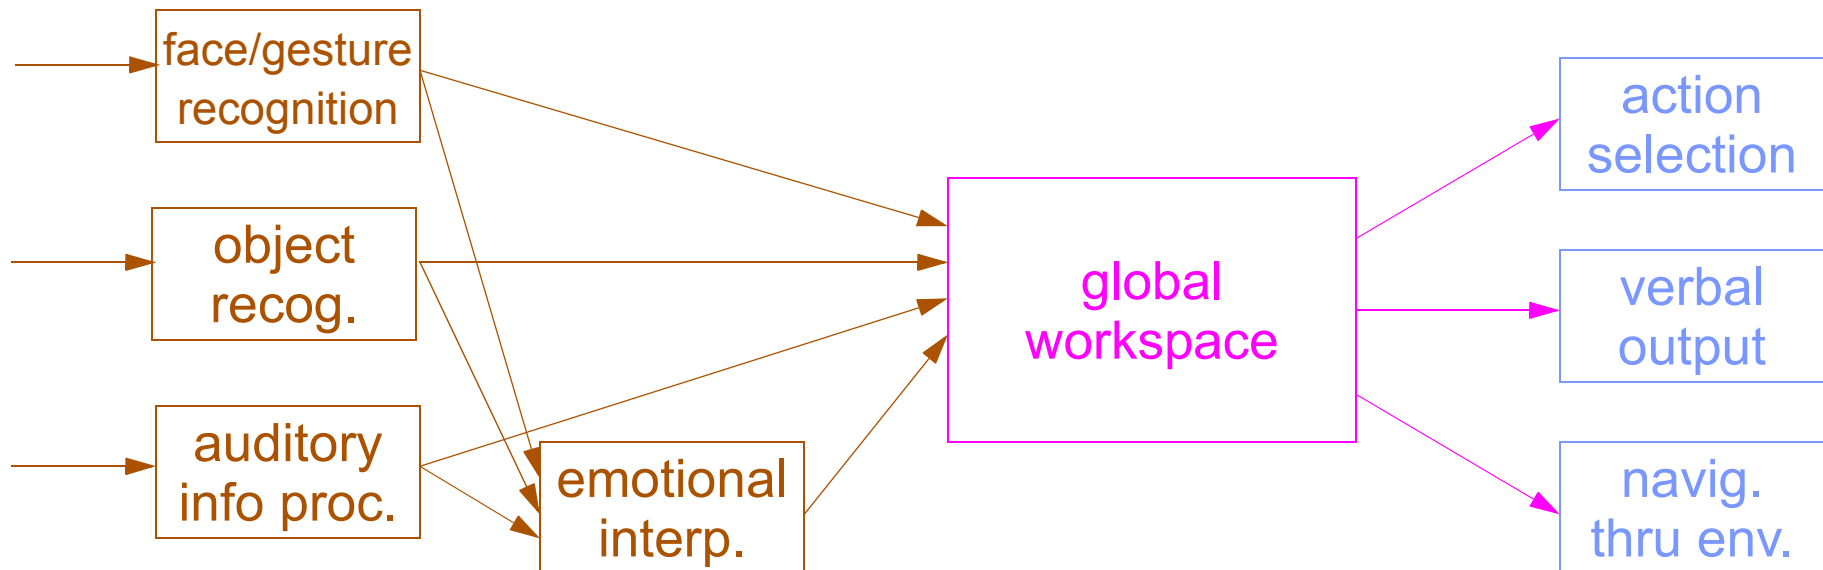 face/gesture
recognition
object
recog.
auditory
info proc.
emotional
interp.
global
workspace
action
selection
verbal
output
navig.
thru env.